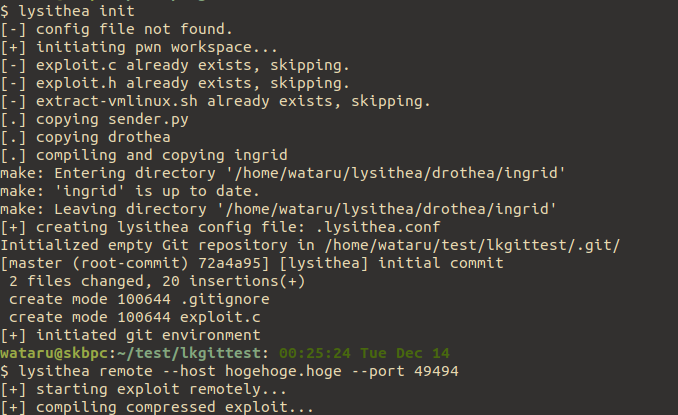 $ lysithea init
[-] config file not found.
[+] initiating pwn workspace...
[-] exploit.c already exists, skipping.
[-] exploit.h already exists, skipping.
[-] extract-vmlinux.sh already exists, skipping.
[.] copying sender.py
[.] copying drothea
[.] compiling and copying ingrid
make: Entering directory '/home/wataru/lysithea/drothea/ingrid'
make: 'ingrid' is up to date.
make: Leaving directory '/home/wataru/lysithea/drothea/ingrid'
[+] creating lysithea config file: .lysithea.conf
Initialized empty Git repository in /home/wataru/test/lkgittest/.git/
[master (root-commit) 72a4a95] [lysithea] initial commit
 2 files changed, 20 insertions(+)
 create mode 100644 .gitignore
 create mode 100644 exploit.c
[+] initiated git environment
wataru@skbpc:~/test/lkgittest: 00:25:24 Tue Dec 14
$ lysithea remote --host hogehoge.hoge --port 49494
[+] starting exploit remotely...
[+] compiling compressed exploit...